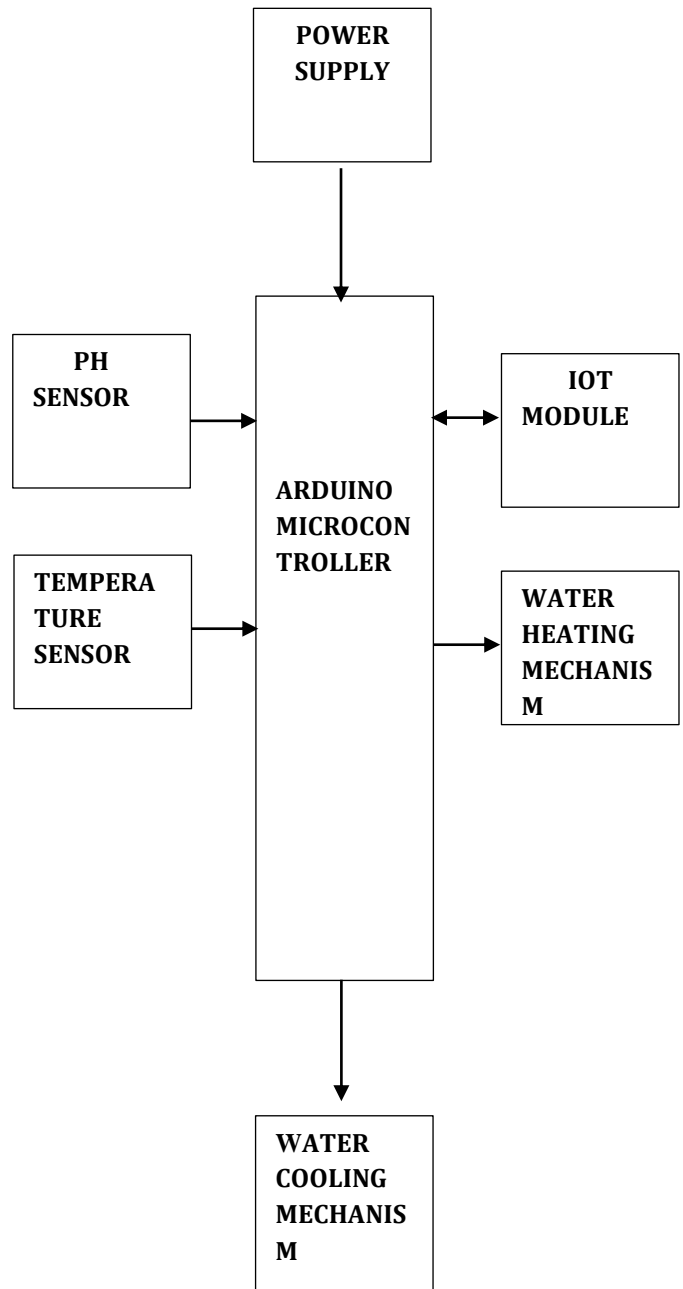 POWER
SUPPLY
PH
SENSOR
IOT
MODULE
ARDUINO
MICROCON
TROLLER
TEMPERA
TURE
SENSOR
WATER
HEATING
MECHANIS
M
WATER
COOLING
MECHANIS
M